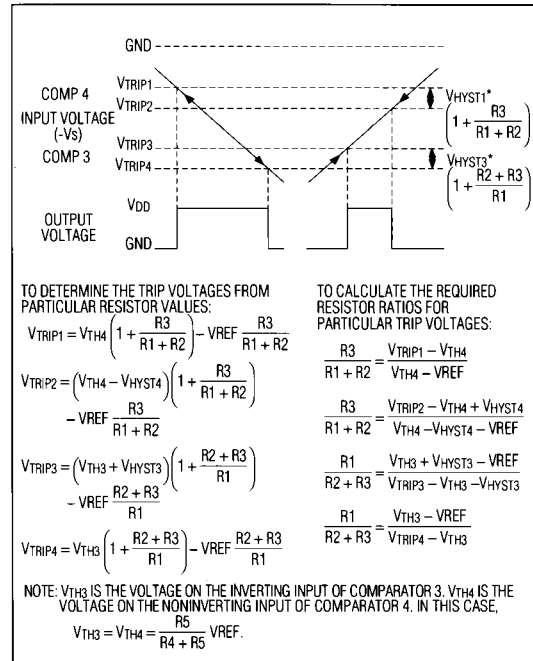 GND
COMP 4
INPUT VOLTAGE
(-Vs)
COMP 3
VTRIP1
VTRIP2
VTRIP3
VTRIP4
VHYST1*
(1 + R3/(R1 + R2))
VHYST3*
(1 + (R2 + R3)/R1)
OUTPUT
VOLTAGE
VDD
GND
TO DETERMINE THE TRIP VOLTAGES FROM
PARTICULAR RESISTOR VALUES:
VTRIP1 = VTH4 (1 + R3/(R1 + R2)) – VREF R3/(R1 + R2)
VTRIP2 = (VTH4 – VHYST4)(1 + R3/(R1 + R2))
– VREF R3/(R1 + R2)
VTRIP3 = (VTH3 + VHYST3)(1 + (R2 + R3)/R1)
– VREF (R2 + R3)/R1
VTRIP4 = VTH3 (1 + (R2 + R3)/R1) – VREF (R2 + R3)/R1
TO CALCULATE THE REQUIRED
RESISTOR RATIOS FOR
PARTICULAR TRIP VOLTAGES:
R3/(R1 + R2) = (VTRIP1 – VTH4)/(VTH4 – VREF)
R3/(R1 + R2) = (VTRIP2 – VTH4 + VHYST4)/(VTH4 – VHYST4 – VREF)
R1/(R2 + R3) = (VTH3 + VHYST3 – VREF)/(VTRIP3 – VTH3 – VHYST3)
R1/(R2 + R3) = (VTH3 – VREF)/(VTRIP4 – VTH3)
NOTE: VTH3 IS THE VOLTAGE ON THE INVERTING INPUT OF COMPARATOR 3. VTH4 IS THE
VOLTAGE ON THE NONINVERTING INPUT OF COMPARATOR 4. IN THIS CASE,
VTH3 = VTH4 = R5/(R4 + R5) VREF.